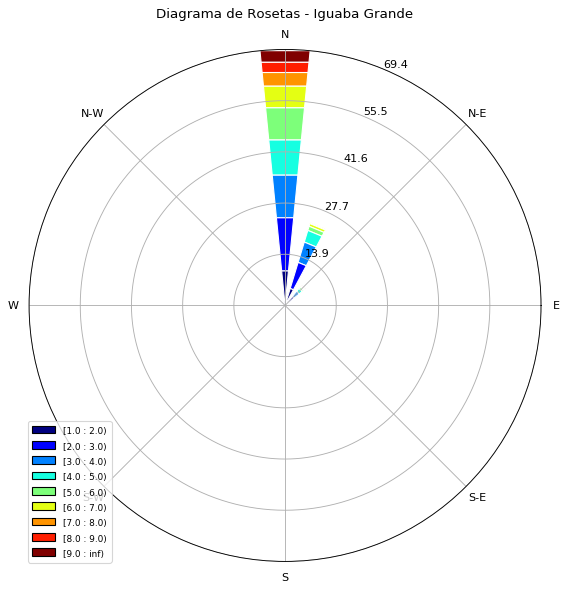 Diagrama de Rosetas - Iguaba Grande
N
69.4
N-W
N-E
55.5
41.6
27.7
13.9
W
E
[1.0 : 2.0)
[2.0 : 3.0)
[3.0 : 4.0)
[4.0 : 5.0)
[5.0 : 6.0)
[6.0 : 7.0)
S-W
S-E
[7.0 : 8.0)
[8.0 : 9.0)
[9.0 : inf)
S